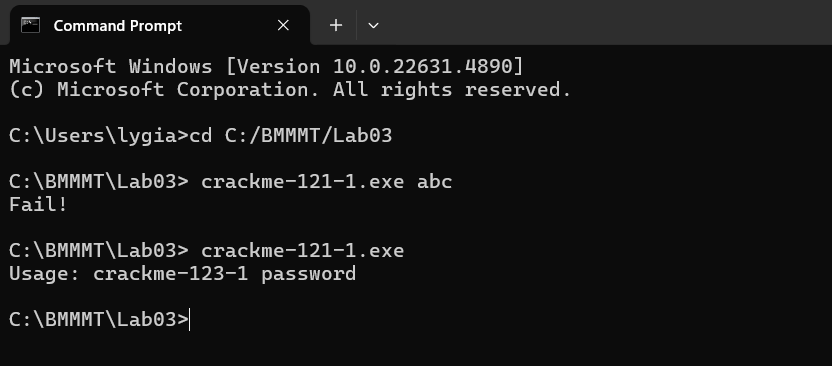 Command Prompt
Microsoft Windows [Version 10.0.22631.4890]
(c) Microsoft Corporation. All rights reserved.
C:\Users\lygia>cd C:/BMMMT/Lab03
C:\BMMMT\Lab03> crackme-121-1.exe abc
Fail!
C:\BMMMT\Lab03> crackme-121-1.exe
Usage: crackme-123-1 password
C:\BMMMT\Lab03>